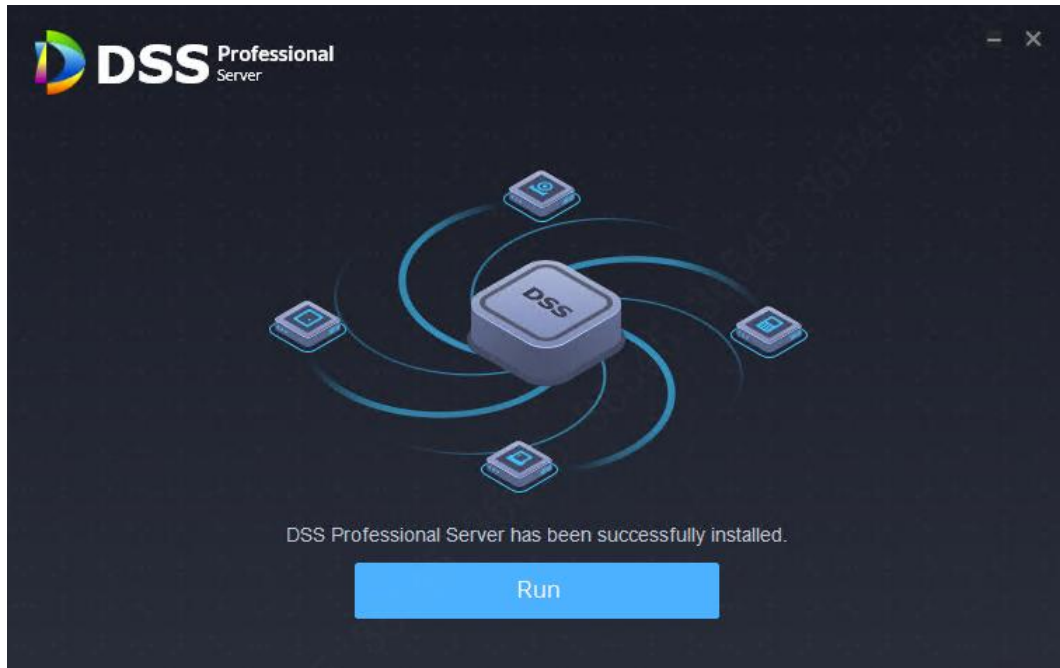 DSS Professional
Server
DSS
DSS Professional Server has been successfully installed.
Run